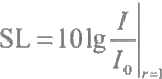 SL = 10 lg I/I₀ |r=1